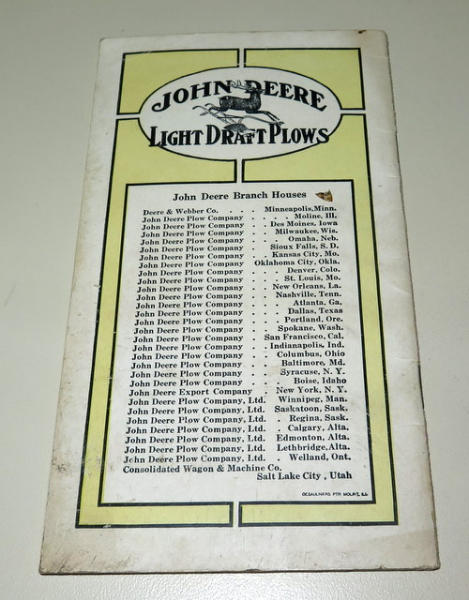 JOHN DEERE
LIGHT DRAFT PLOWS
John Deere Branch Houses
Deere & Webber Co. . . . . Minneapolis, Minn.
John Deere Plow Company . . . . Moline, Ill.
John Deere Plow Company . . Des Moines, Iowa
John Deere Plow Company . . Milwaukee, Wis.
John Deere Plow Company . . . Omaha, Neb.
John Deere Plow Company . . Sioux Falls, S. D.
John Deere Plow Company . . Kansas City, Mo.
John Deere Plow Company . Oklahoma City, Okla.
John Deere Plow Company . . . Denver, Colo.
John Deere Plow Company . . . St. Louis, Mo.
John Deere Plow Company . . New Orleans, La.
John Deere Plow Company . . Nashville, Tenn.
John Deere Plow Company . . . Atlanta, Ga.
John Deere Plow Company . . . Dallas, Texas
John Deere Plow Company . . Portland, Ore.
John Deere Plow Company . . Spokane, Wash.
John Deere Plow Company . . San Francisco, Cal.
John Deere Plow Company . . Indianapolis, Ind.
John Deere Plow Company . . Columbus, Ohio
John Deere Plow Company . . Baltimore, Md.
John Deere Plow Company . . Syracuse, N. Y.
John Deere Plow Company . . . Boise, Idaho
John Deere Export Company . . New York, N. Y.
John Deere Plow Company, Ltd. . Winnipeg, Man.
John Deere Plow Company, Ltd. . Saskatoon, Sask.
John Deere Plow Company, Ltd. . Regina, Sask.
John Deere Plow Company, Ltd. . Calgary, Alta.
John Deere Plow Company, Ltd. . Edmonton, Alta.
John Deere Plow Company, Ltd. . Lethbridge, Alta.
John Deere Plow Company, Ltd. . Welland, Ont.
Consolidated Wagon & Machine Co.
Salt Lake City, Utah